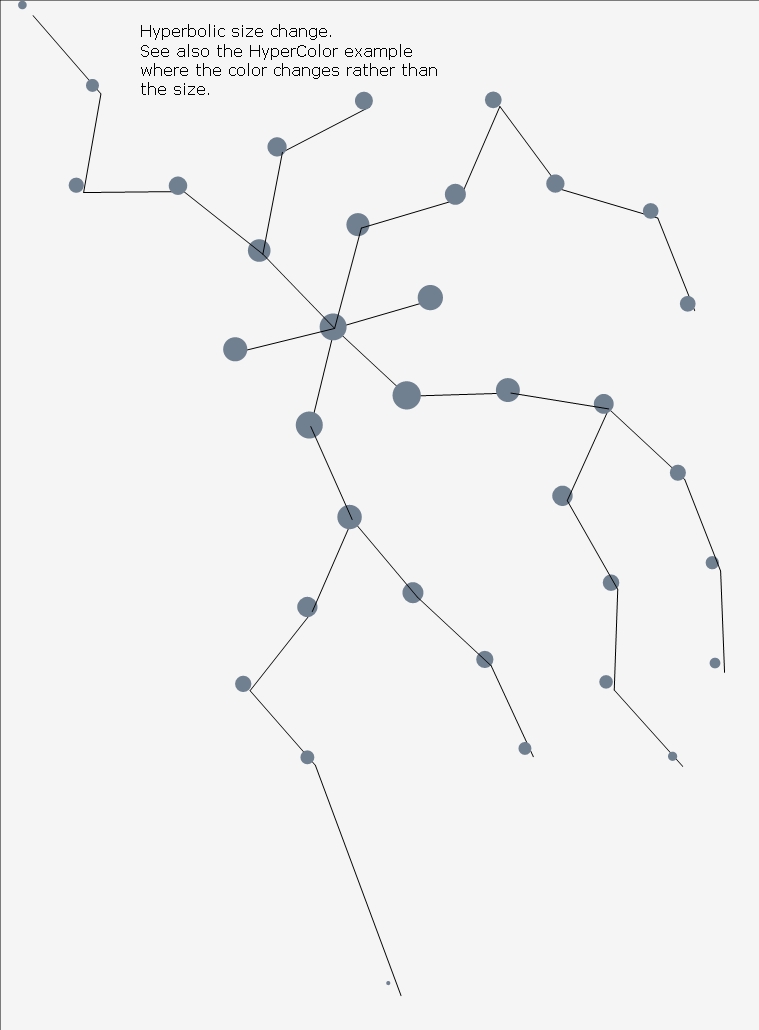 Hyperbolic size change.
See also the HyperColor example
where the color changes rather than
the size.